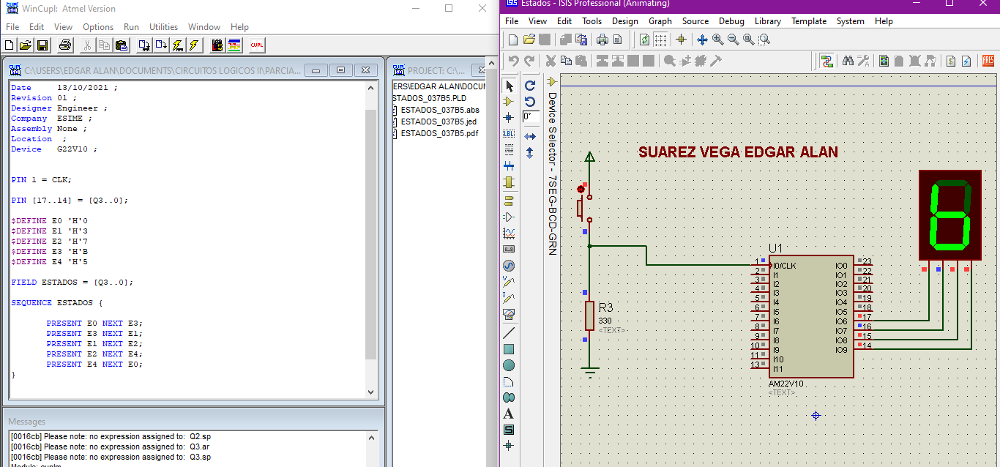 WinCupl: Atmel Version
File Edit View Options Run Utilities Window Help
CUPL
C:\USERS\EDGAR ALAN\DOCUMENTS\CIRCUITOS LOGICOS II\PARCIA...
Date 13/10/2021 ;
Revision 01 ;
Designer Engineer ;
Company ESIME ;
Assembly None ;
Location ;
Device G22V10 ;
PIN 1 = CLK;
PIN [17..14] = [Q3..0];
$DEFINE E0 'H'0
$DEFINE E1 'H'3
$DEFINE E2 'H'7
$DEFINE E3 'H'B
$DEFINE E4 'H'5
FIELD ESTADOS = [Q3..0];
SEQUENCE ESTADOS {
PRESENT E0 NEXT E3;
PRESENT E3 NEXT E1;
PRESENT E1 NEXT E2;
PRESENT E2 NEXT E4;
PRESENT E4 NEXT E0;
}
Messages
[0016cb] Please note: no expression assigned to: Q2.sp
[0016cb] Please note: no expression assigned to: Q3.ar
[0016cb] Please note: no expression assigned to: Q3.sp
Module: cuplm
PROJECT: C:\...
ERS\EDGAR ALAN\DOCUM
STADOS_037B5.PLD
ESTADOS_037B5.abs
ESTADOS_037B5.jed
ESTADOS_037B5.pdf
Estados - ISIS Professional (Animating)
File View Edit Tools Design Graph Source Debug Library Template System Help
ARES
0°
LBL
Device Selector - 7SEG-BCD-GRN
SUAREZ VEGA EDGAR ALAN
b
U1
1 I0/CLK IO0 23
2 I1 IO1 22
3 I2 IO2 21
4 I3 IO3 20
5 I4 IO4 19
6 I5 IO5 18
7 I6 IO6 17
8 I7 IO7 16
9 I8 IO8 15
10 I9 IO9 14
11 I10
13 I11
AM22V10
<TEXT>
R3
330
<TEXT>
A
S